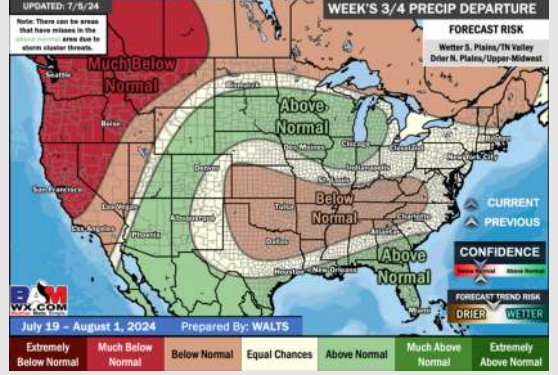 UPDATED: 7/5/24
WEEK'S 3/4 PRECIP DEPARTURE
Note: There can be areas
that have misses in the
above normal area due to
storm cluster threats.
FORECAST RISK
Wetter S. Plains/TN Valley
Drier N. Plains/Upper-Midwest
Seattle
Much Below
Normal
Bismarck
Above
Normal
Boise
Des Moines
Chicago
Cleveland
Boston
New York City
Denver
Indianapolis
St. Louis
San Francisco
Las Vegas
Los Angeles
Phoenix
Albuquerque
Tulsa
Below
Normal
Charlotte
Dallas
Atlanta
Houston
New Orleans
Above
Normal
Miami
CURRENT
PREVIOUS
CONFIDENCE
Below Normal
Above Normal
FORECAST TREND RISK
DRIER
WETTER
BAM
WX.COM
July 19 – August 1, 2024
Prepared By: WALTS
Extremely
Below Normal
Much Below
Normal
Below Normal
Equal Chances
Above Normal
Much Above
Normal
Extremely
Above Normal